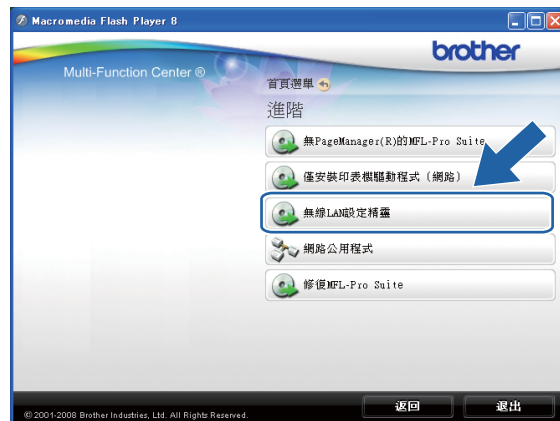 Macromedia Flash Player 8
brother
Multi-Function Center ®
首頁選單
進階
無PageManager(R)的MFL-Pro Suite
僅安裝印表機驅動程式 (網路)
無線LAN設定精靈
網路公用程式
修復MFL-Pro Suite
返回
退出
© 2001-2008 Brother Industries, Ltd. All Rights Reserved.